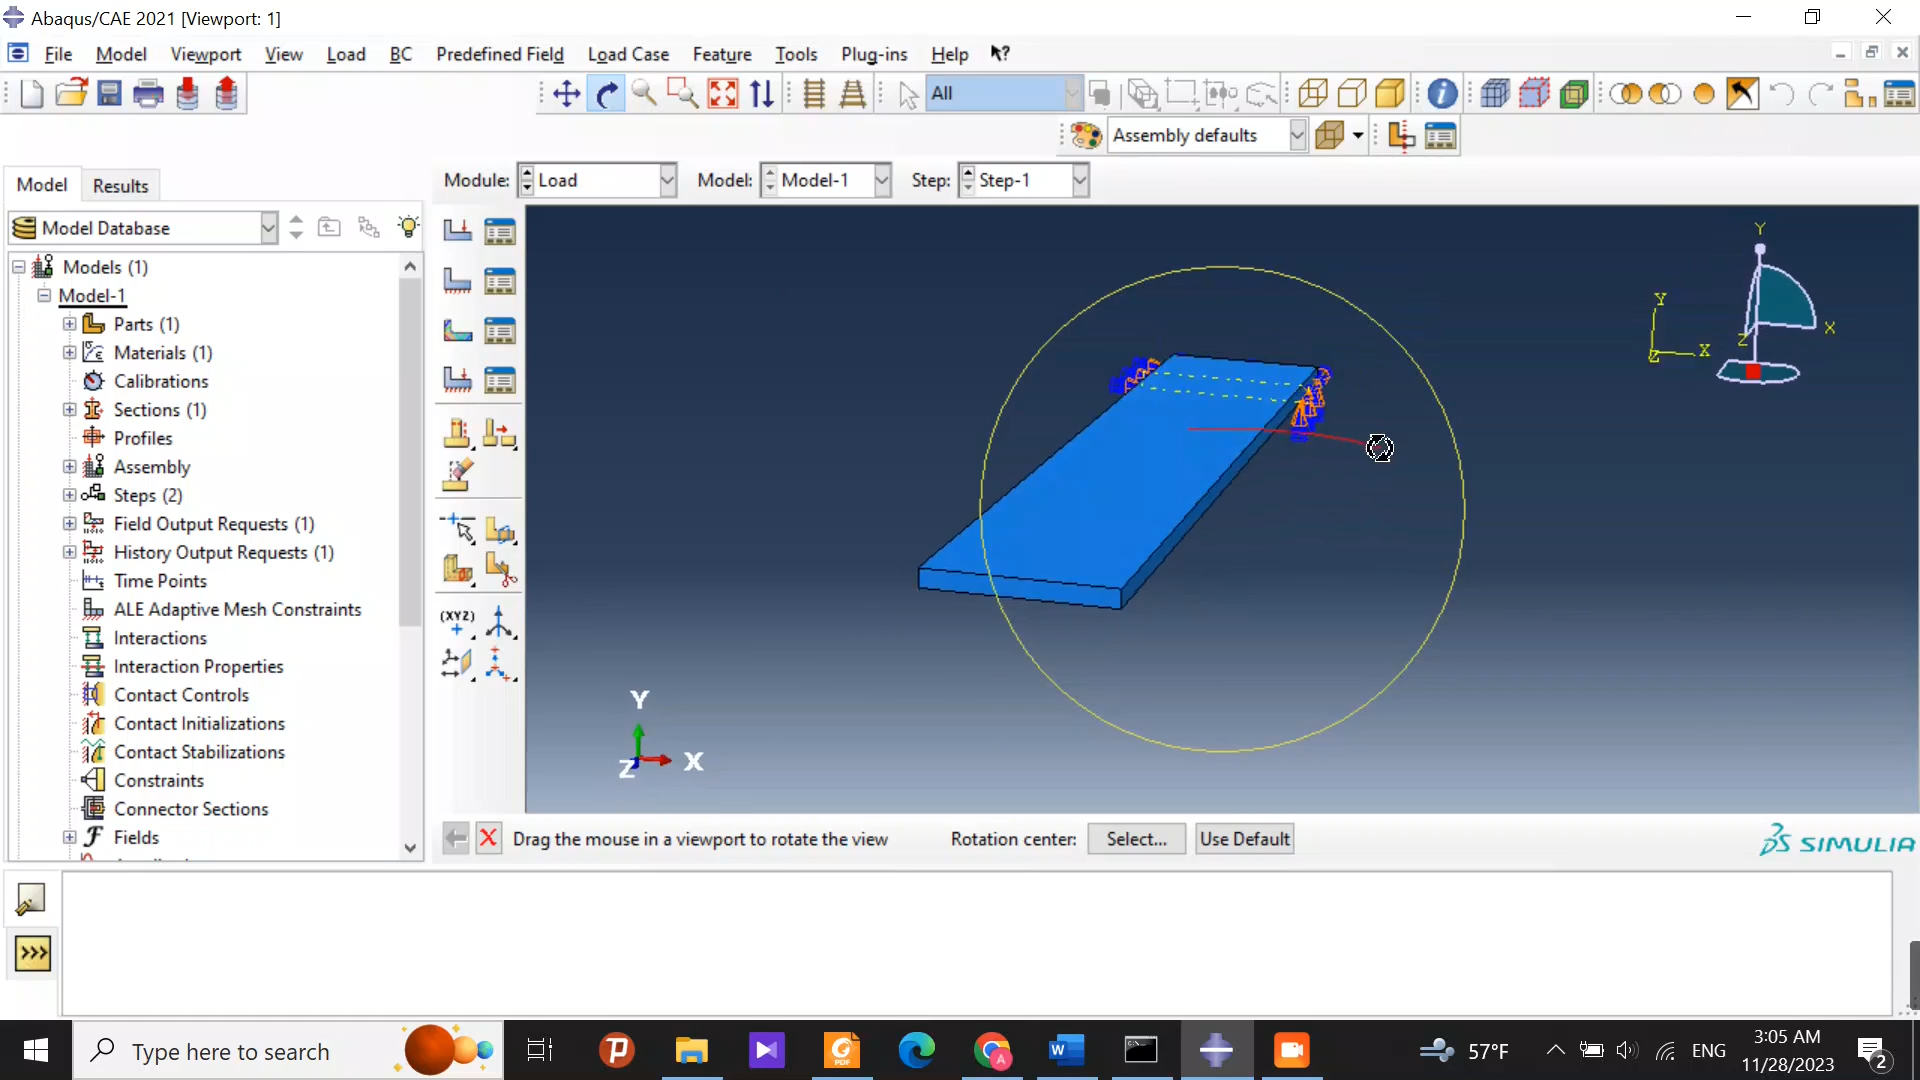 Abaqus/CAE 2021 [Viewport: 1]
File Model Viewport View Load BC Predefined Field Load Case Feature Tools Plug-ins Help ?
All
Assembly defaults
Model Results
Module: Load Model: Model-1 Step: Step-1
Model Database
Models (1)
Model-1
Parts (1)
Materials (1)
Calibrations
Sections (1)
Profiles
Assembly
Steps (2)
Field Output Requests (1)
History Output Requests (1)
Time Points
ALE Adaptive Mesh Constraints
Interactions
Interaction Properties
Contact Controls
Contact Initializations
Contact Stabilizations
Constraints
Connector Sections
Fields
(XYZ)
Y
X
Z
Y
X
Z
Y
X
Z
Drag the mouse in a viewport to rotate the view Rotation center: Select... Use Default
SIMULIA
>>>
Type here to search
57°F
ENG
3:05 AM
11/28/2023
2